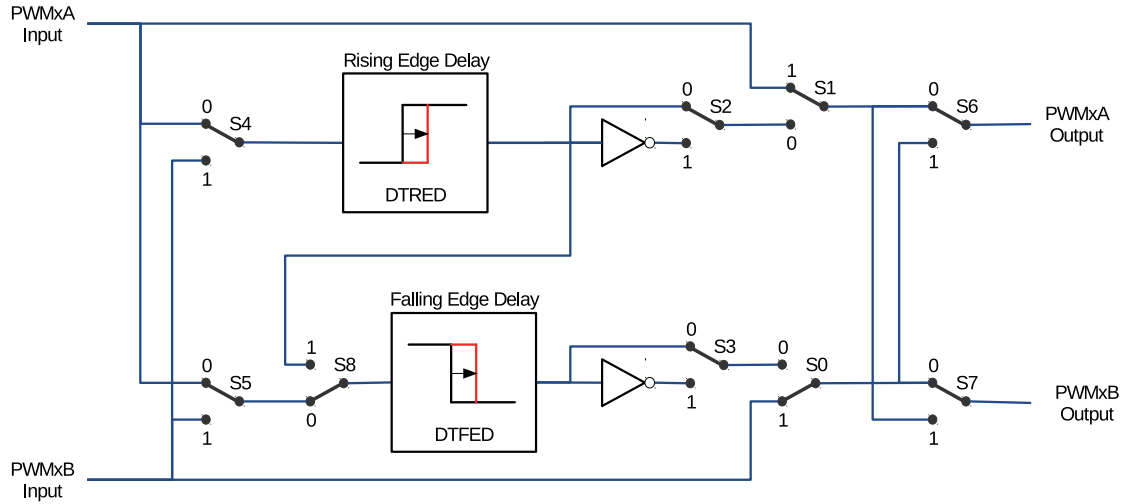 PWMxA
Input
Rising Edge Delay
1
S1
0
S2
0
S6
0
S4
PWMxA
Output
0
1
1
1
DTRED
Falling Edge Delay
0
S3
0
S0
1
S8
0
S5
0
S7
PWMxB
Output
0
1
1
1
1
DTFED
PWMxB
Input